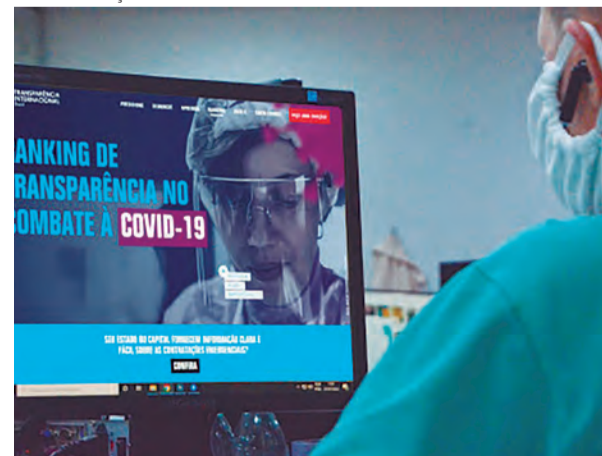 TRANSPARÊNCIA
INTERNACIONAL
RANKING
ANKING DE
RANSPARÊNCIA NO
OMBATE À COVID-19
SEU ESTADO OU CAPITAL FORNECEM INFORMAÇÃO CLARA E
FÁCIL SOBRE AS CONTRATAÇÕES EMERGENCIAIS?
CONFIRA